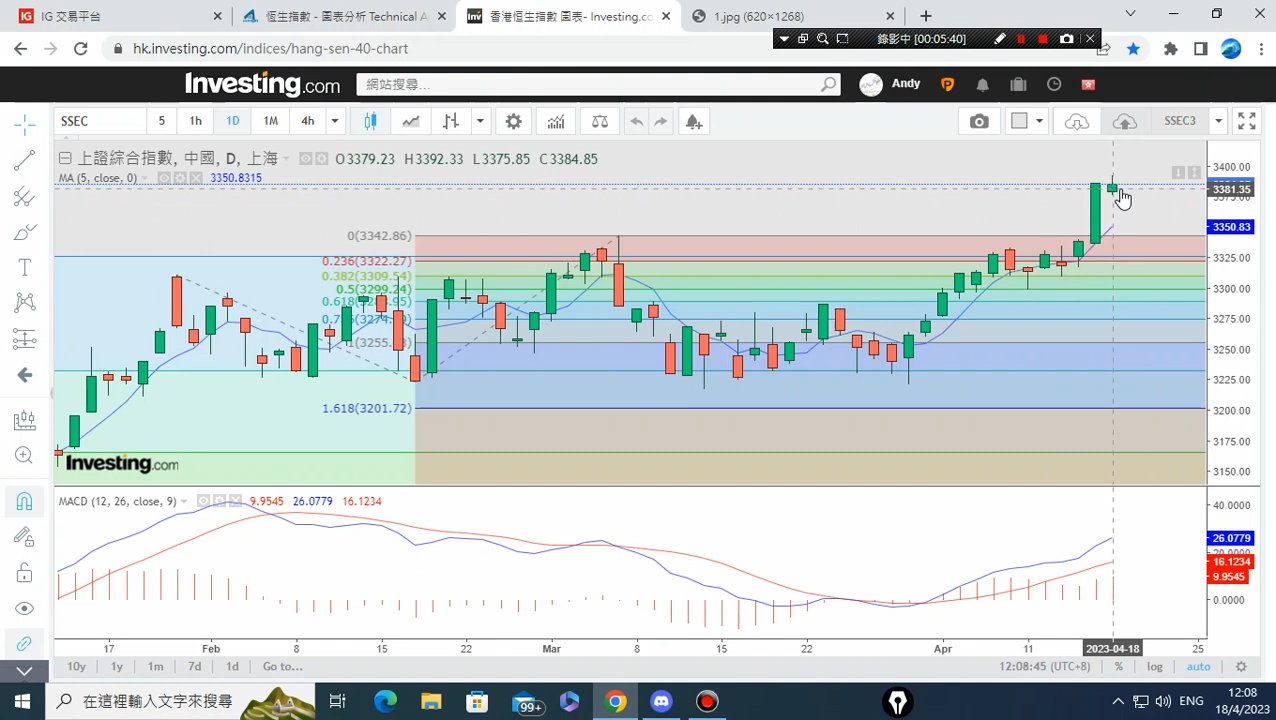 IG 交易平台
恆生指數 - 圖表分析 Technical A
香港恒生指數 圖表- Investing.com
1.jpg (620×1268)
錄影中 [00:05:40]
hk.investing.com/indices/hang-sen-40-chart
Investing.com
網站搜尋...
Andy
SSEC
5
1h
1D
1M
4h
SSEC3
上證綜合指數, 中國, D, 上海
O3379.23 H3392.33 L3375.85 C3384.85
MA (5, close, 0)
3350.8315
3400.00
3381.35
3350.83
3325.00
3300.00
3275.00
3250.00
3225.00
3200.00
3175.00
3150.00
0(3342.86)
0.236(3322.27)
0.382(3309.54)
0.5(3299.24)
1.618(3201.72)
Investing.com
MACD (12, 26, close, 9)
9.9545 26.0779 16.1234
40.0000
26.0779
16.1234
9.9545
0.0000
17
Feb
8
15
22
Mar
8
15
22
Apr
11
2023-04-18
25
10y
1y
1m
7d
1d
Go to...
12:08:45 (UTC+8)
%
log
auto
在這裡輸入文字來搜尋
99+
ENG
12:08
18/4/2023